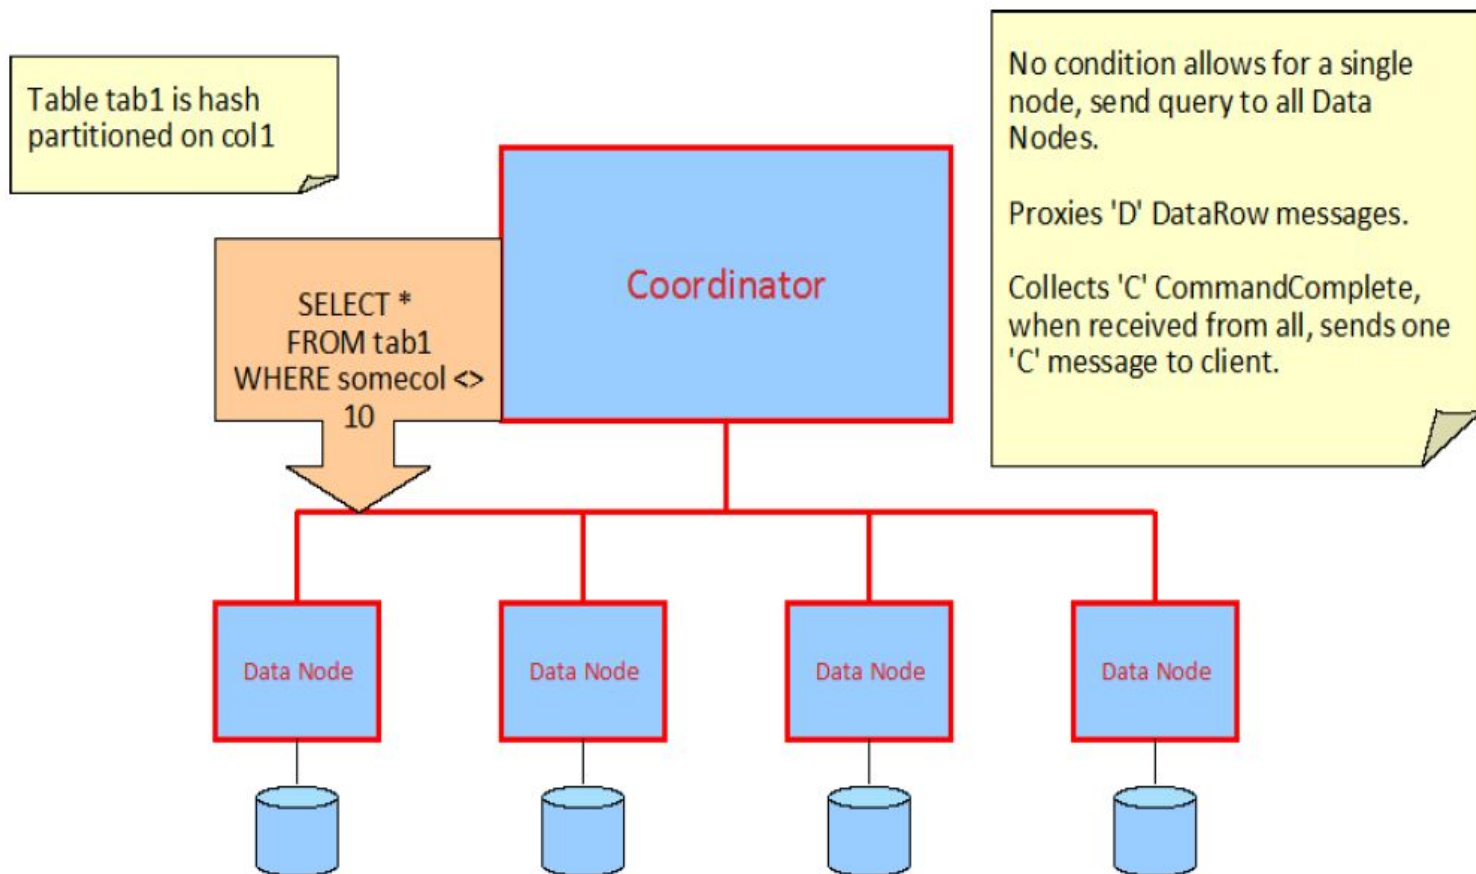 Table tab1 is hash
partitioned on col1
No condition allows for a single
node, send query to all Data
Nodes.
Proxies 'D' DataRow messages.
Collects 'C' CommandComplete,
when received from all, sends one
'C' message to client.
Coordinator
SELECT *
FROM tab1
WHERE somecol <>
10
Data Node
Data Node
Data Node
Data Node